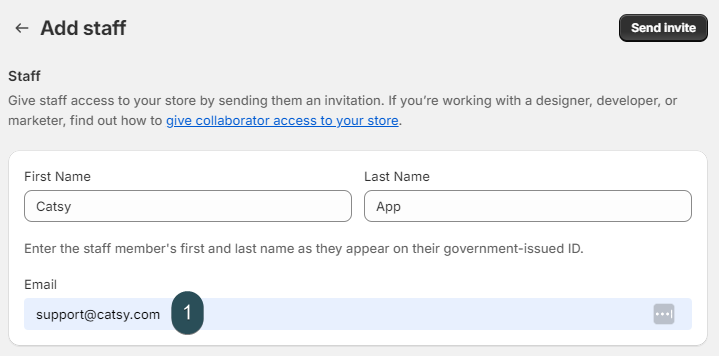 Add staff
Send invite
Staff
Give staff access to your store by sending them an invitation. If you're working with a designer, developer, or
marketer, find out how to give collaborator access to your store.
First Name
Last Name
Catsy
App
Enter the staff member's first and last name as they appear on their government-issued ID.
Email
support@catsy.com
1